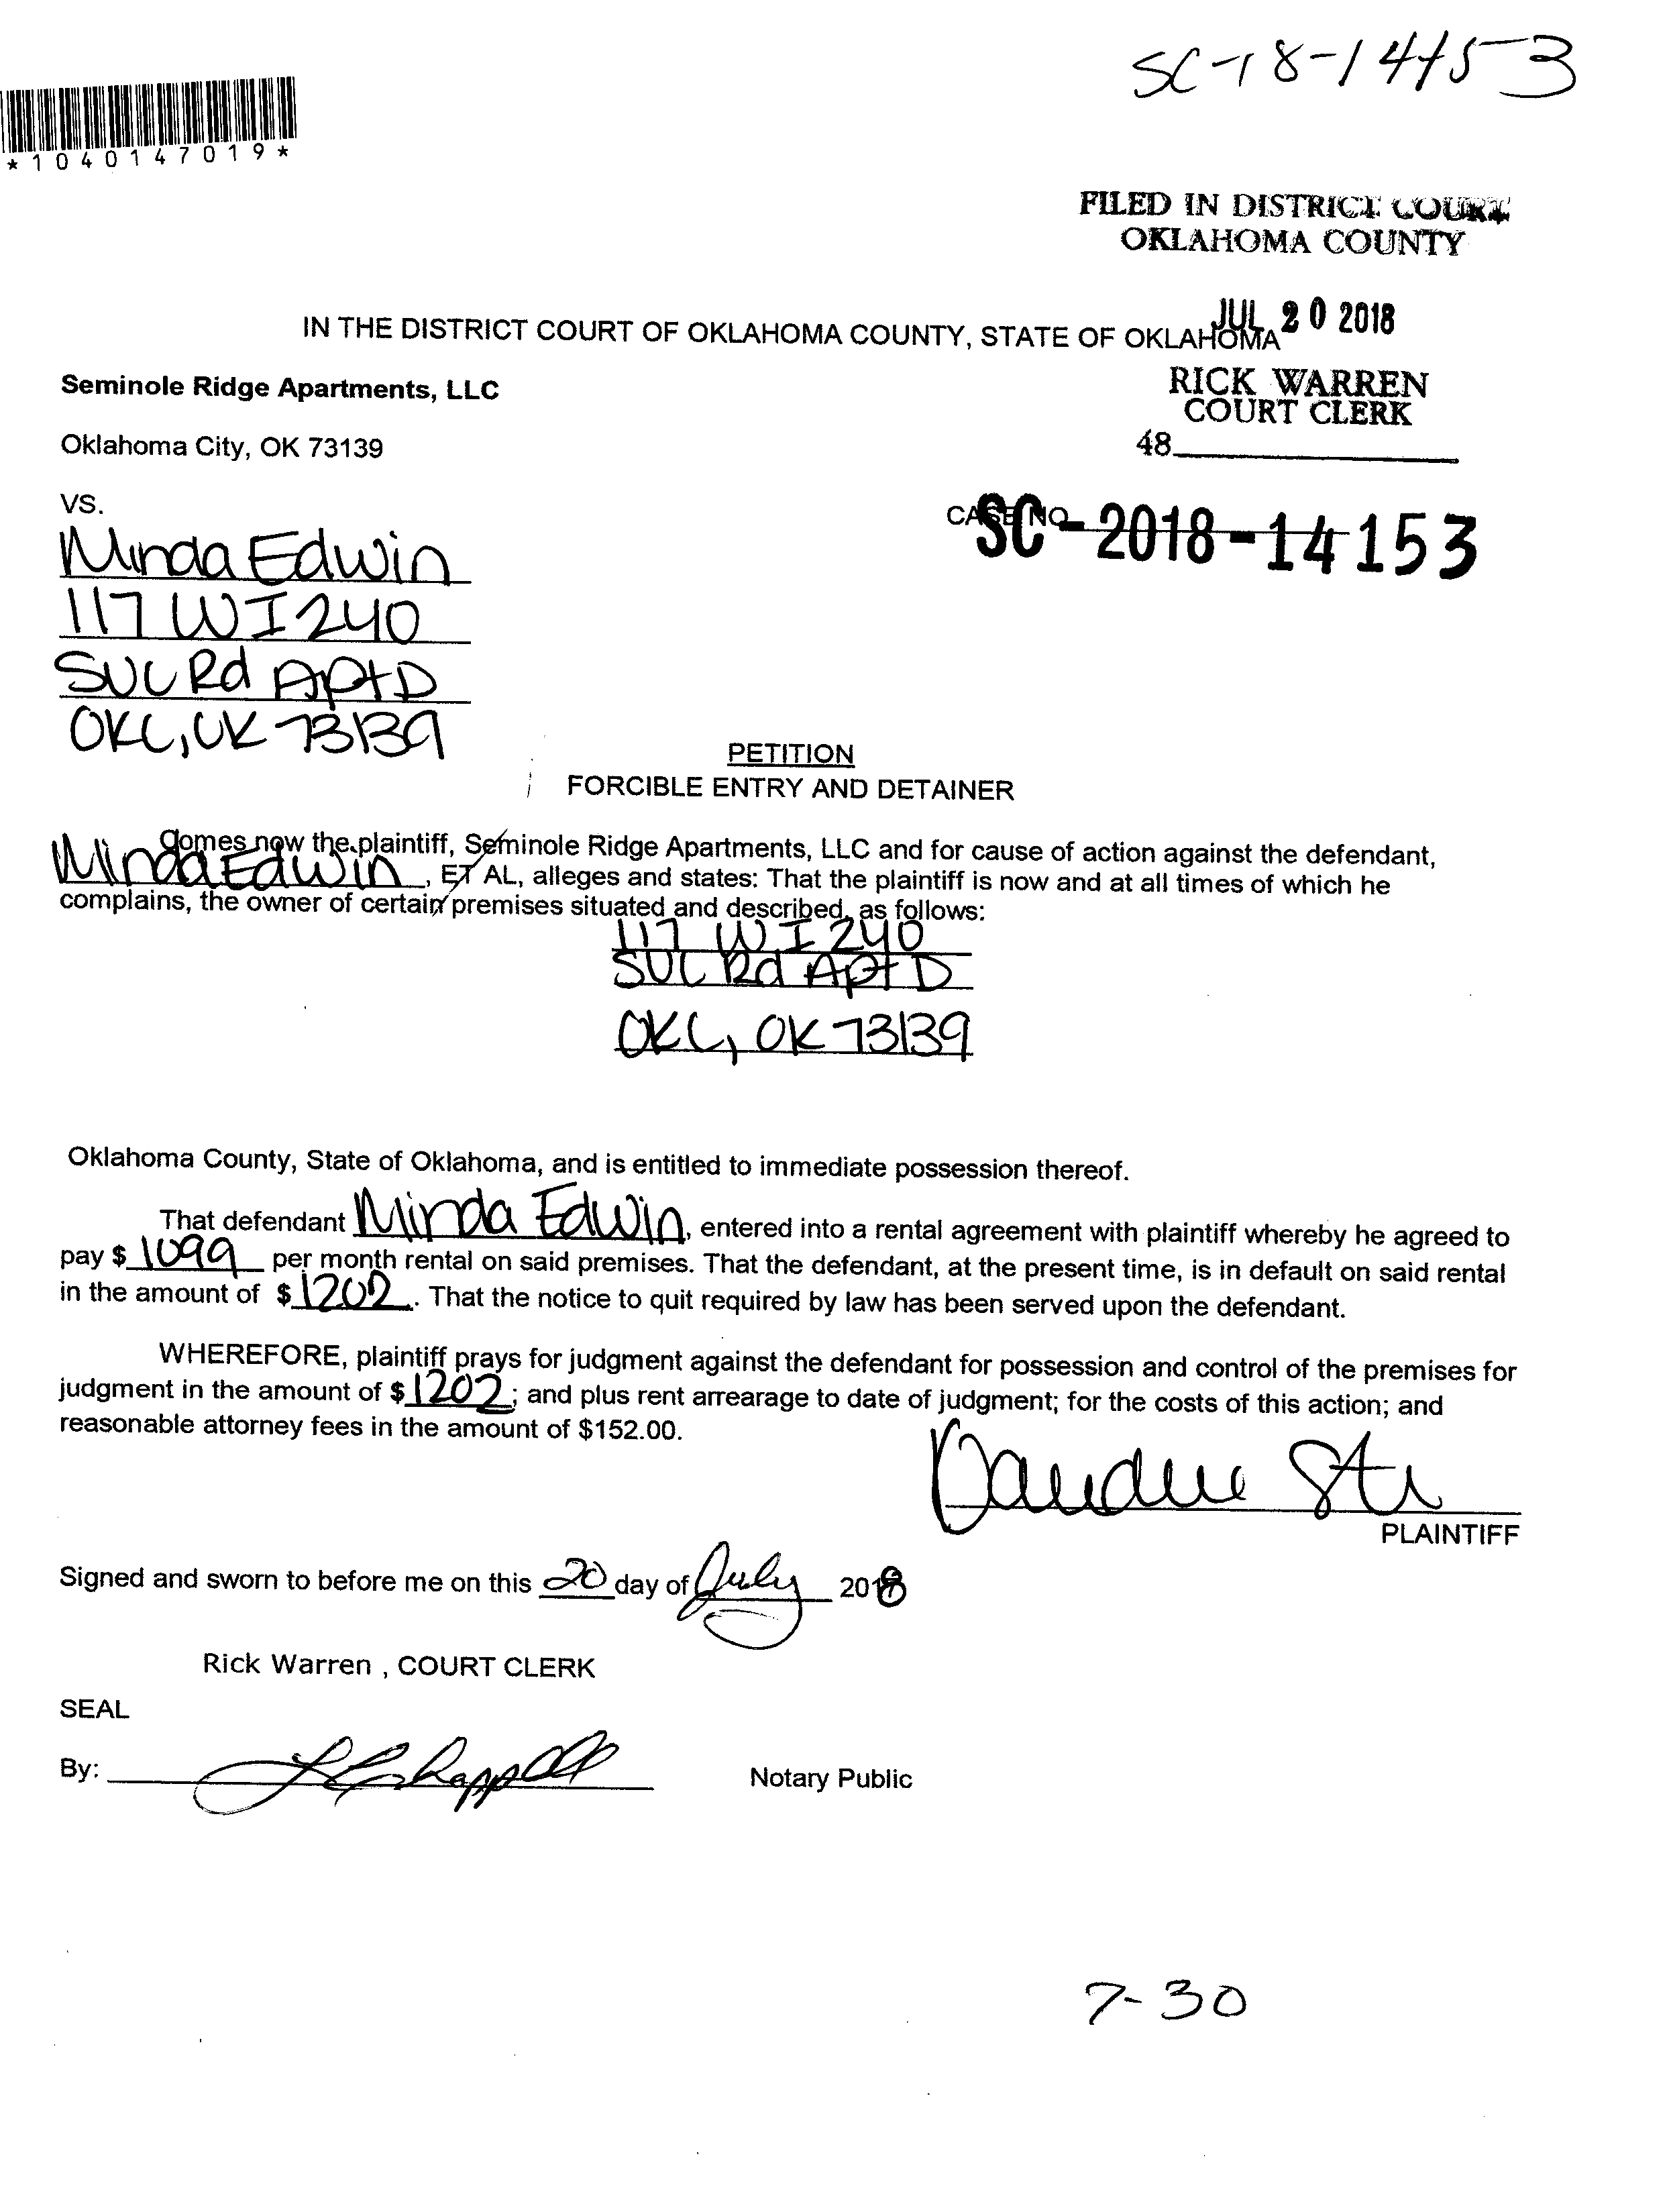 SC-18-14153
*1040147019*
FILED IN DISTRICT COURT
OKLAHOMA COUNTY
JUL 20 2018
IN THE DISTRICT COURT OF OKLAHOMA COUNTY, STATE OF OKLAHOMA
RICK WARREN
COURT CLERK
48
Seminole Ridge Apartments, LLC
Oklahoma City, OK 73139
VS.
CASE NO.
SC-2018-14153
Minda Edwin
117 W I 240
SVC Rd Apt D
OKC, OK 73139
PETITION
FORCIBLE ENTRY AND DETAINER
Comes now the plaintiff, Seminole Ridge Apartments, LLC and for cause of action against the defendant,
Minda Edwin, ET AL, alleges and states: That the plaintiff is now and at all times of which he
complains, the owner of certain premises situated and described, as follows:
117 W I 240
SVC Rd Apt D
OKC, OK 73139
Oklahoma County, State of Oklahoma, and is entitled to immediate possession thereof.
That defendant Minda Edwin, entered into a rental agreement with plaintiff whereby he agreed to
pay $ 1099 per month rental on said premises. That the defendant, at the present time, is in default on said rental
in the amount of $ 1202. That the notice to quit required by law has been served upon the defendant.
WHEREFORE, plaintiff prays for judgment against the defendant for possession and control of the premises for
judgment in the amount of $ 1202; and plus rent arrearage to date of judgment; for the costs of this action; and
reasonable attorney fees in the amount of $152.00.
PLAINTIFF
Signed and sworn to before me on this 20 day of July 2018
Rick Warren , COURT CLERK
SEAL
By:
Notary Public
7-30